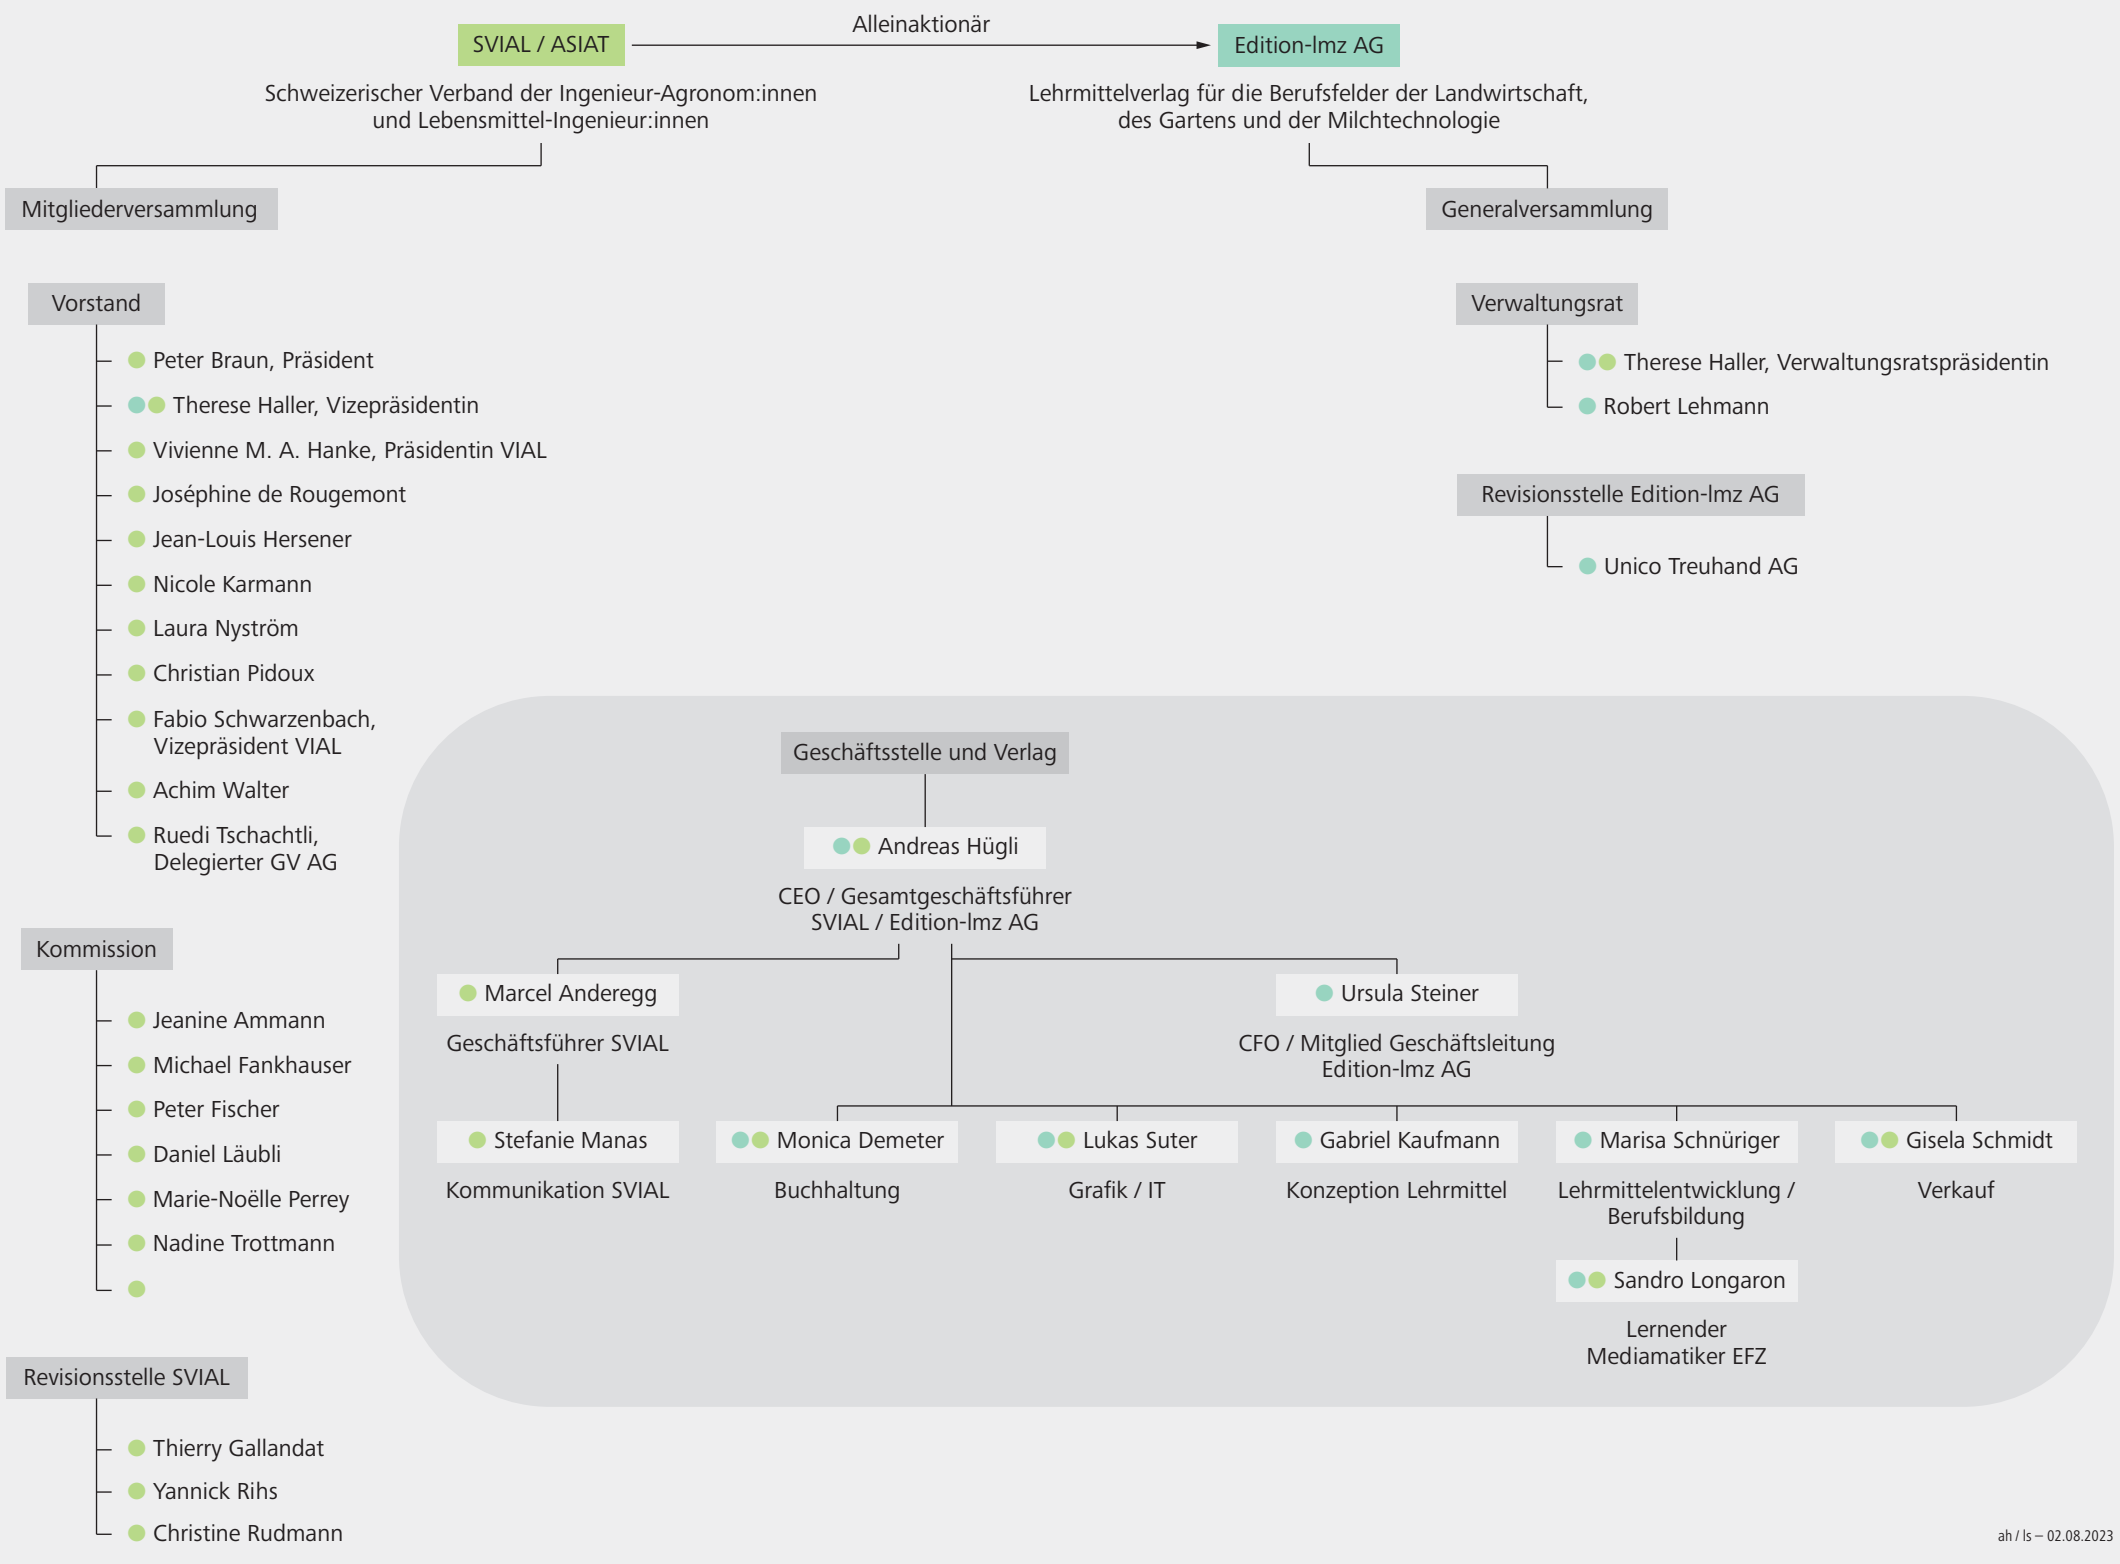 Alleinaktionär
SVIAL / ASIAT
Edition-lmz AG
Schweizerischer Verband der Ingenieur-Agronom:innen
und Lebensmittel-Ingenieur:innen
Lehrmittelverlag für die Berufsfelder der Landwirtschaft,
des Gartens und der Milchtechnologie
Mitgliederversammlung
Generalversammlung
Vorstand
Peter Braun, Präsident
Therese Haller, Vizepräsidentin
Vivienne M. A. Hanke, Präsidentin VIAL
Joséphine de Rougemont
Jean-Louis Hersener
Nicole Karmann
Laura Nyström
Christian Pidoux
Fabio Schwarzenbach,
Vizepräsident VIAL
Achim Walter
Ruedi Tschachtli,
Delegierter GV AG
Verwaltungsrat
Therese Haller, Verwaltungsratspräsidentin
Robert Lehmann
Revisionsstelle Edition-lmz AG
Unico Treuhand AG
Kommission
Jeanine Ammann
Michael Fankhauser
Peter Fischer
Daniel Läubli
Marie-Noëlle Perrey
Nadine Trottmann
Revisionsstelle SVIAL
Thierry Gallandat
Yannick Rihs
Christine Rudmann
Geschäftsstelle und Verlag
Andreas Hügli
CEO / Gesamtgeschäftsführer
SVIAL / Edition-lmz AG
Marcel Anderegg
Geschäftsführer SVIAL
Ursula Steiner
CFO / Mitglied Geschäftsleitung
Edition-lmz AG
Stefanie Manas
Kommunikation SVIAL
Monica Demeter
Buchhaltung
Lukas Suter
Grafik / IT
Gabriel Kaufmann
Konzeption Lehrmittel
Marisa Schnüriger
Lehrmittelentwicklung /
Berufsbildung
Gisela Schmidt
Verkauf
Sandro Longaron
Lernender
Mediamatiker EFZ
ah / ls – 02.08.2023